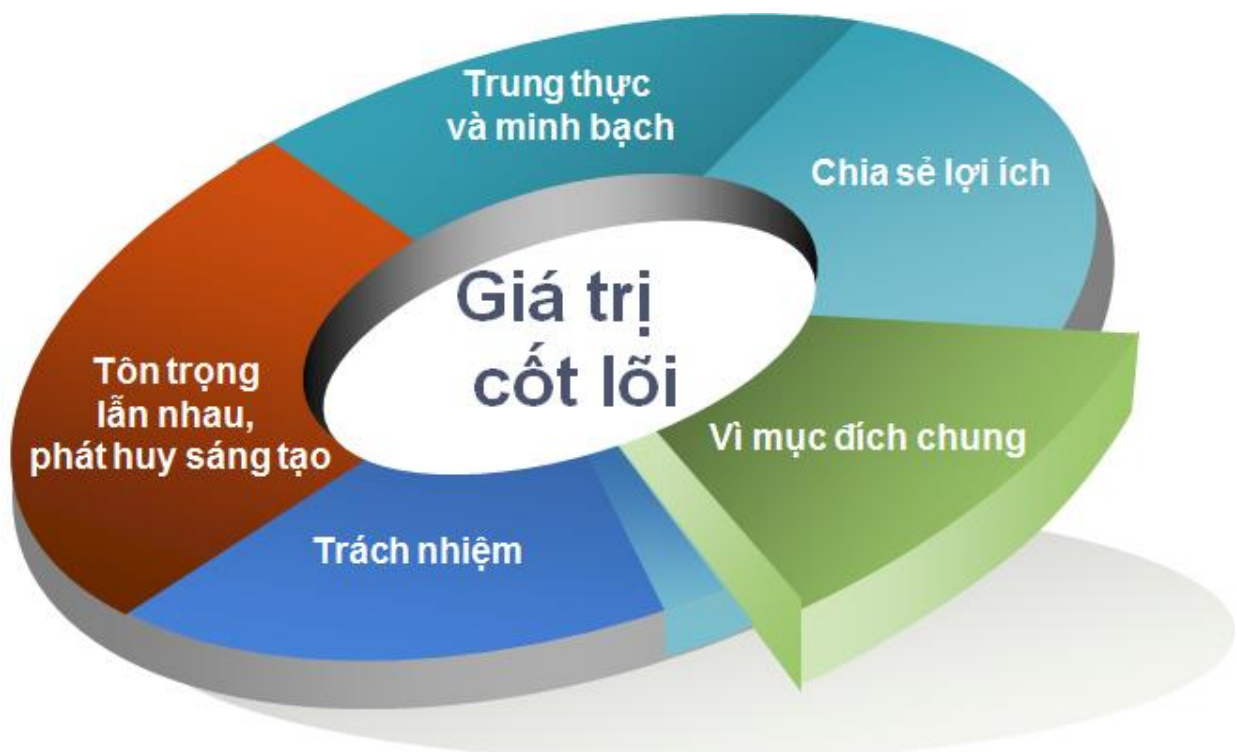 Trung thực
và minh bạch
Chia sẻ lợi ích
Giá trị
cốt lõi
Tôn trọng
lẫn nhau,
phát huy sáng tạo
Vì mục đích chung
Trách nhiệm